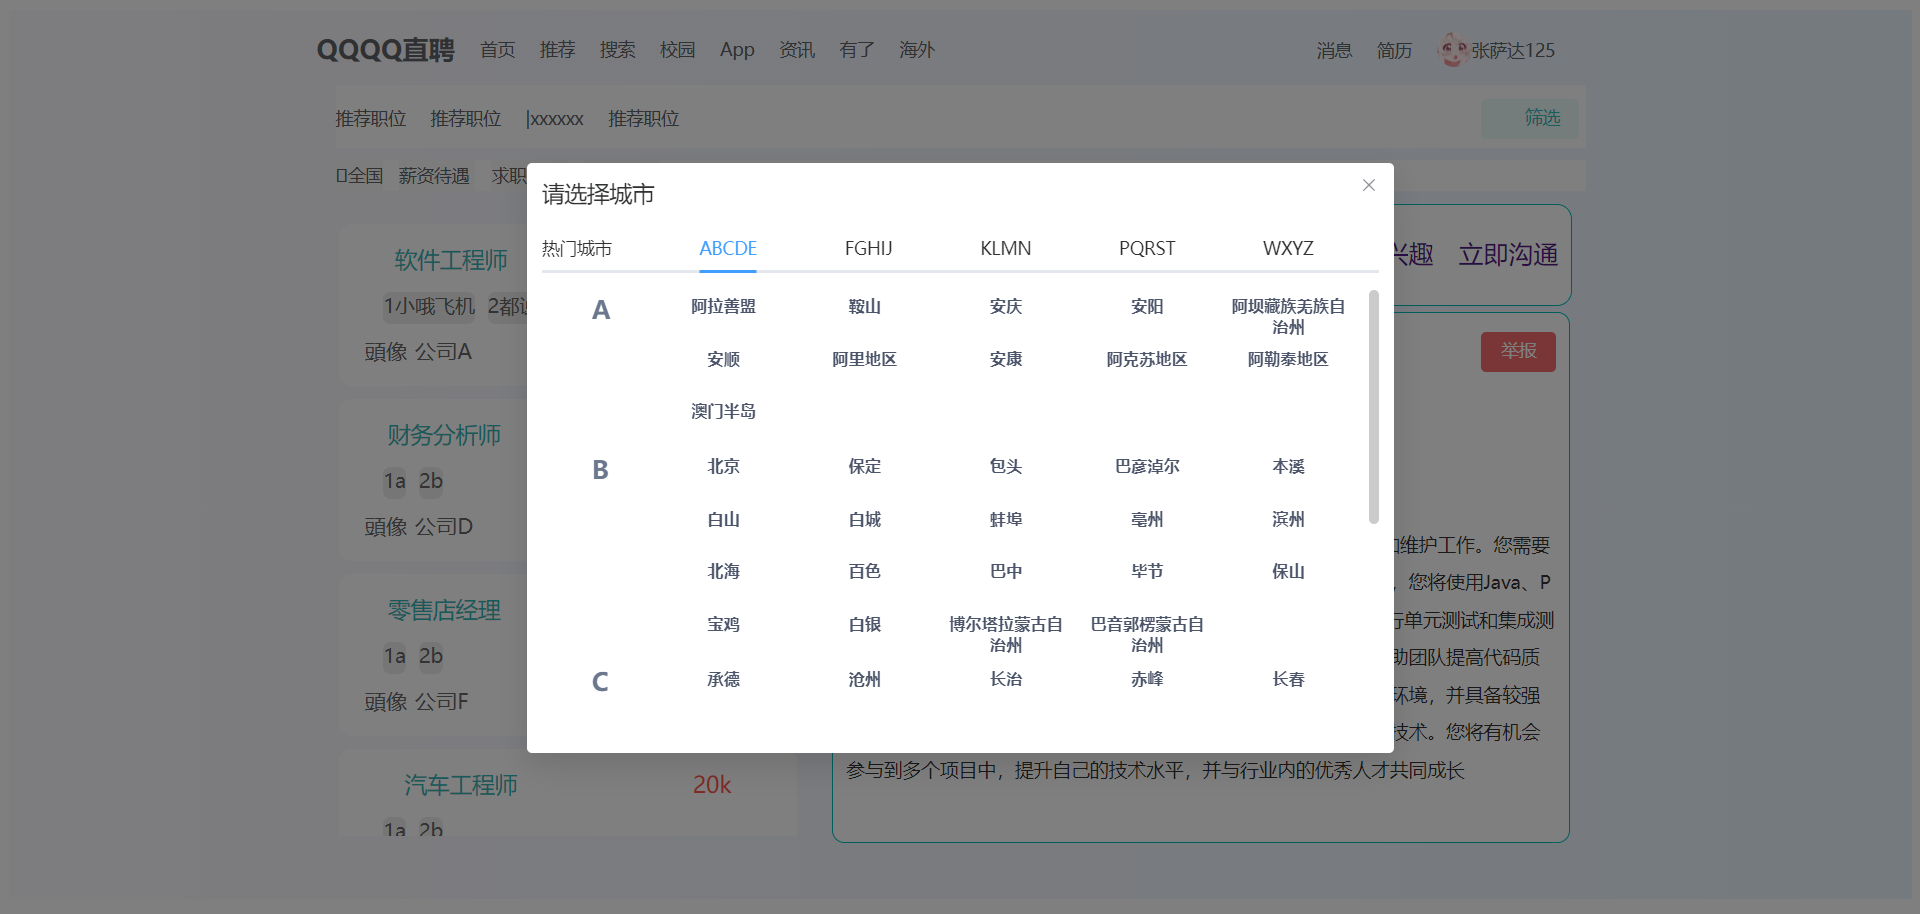 QQQQ直聘 首页 推荐 搜索 校园 App 资讯 有了 海外 消息 简历 张萨达125
推荐职位 推荐职位 |xxxxxx 推荐职位 筛选
全国 薪资待遇 求职
请选择城市
热门城市 ABCDE FGHIJ KLMN PQRST WXYZ
A 阿拉善盟 鞍山 安庆 安阳 阿坝藏族羌族自
治州
安顺 阿里地区 安康 阿克苏地区 阿勒泰地区
澳门半岛
B 北京 保定 包头 巴彦淖尔 本溪
白山 白城 蚌埠 亳州 滨州
北海 百色 巴中 毕节 保山
宝鸡 白银 博尔塔拉蒙古自 巴音郭楞蒙古自
治州 治州
C 承德 沧州 长治 赤峰 长春
软件工程师
1小哦飞机 2都
頭像 公司A
财务分析师
1a 2b
頭像 公司D
零售店经理
1a 2b
頭像 公司F
汽车工程师 20k
1a 2b
兴趣 立即沟通
举报
维护工作。您需要
，您将使用Java、P
行单元测试和集成测
助团队提高代码质
环境，并具备较强
技术。您将有机会
参与到多个项目中，提升自己的技术水平，并与行业内的优秀人才共同成长